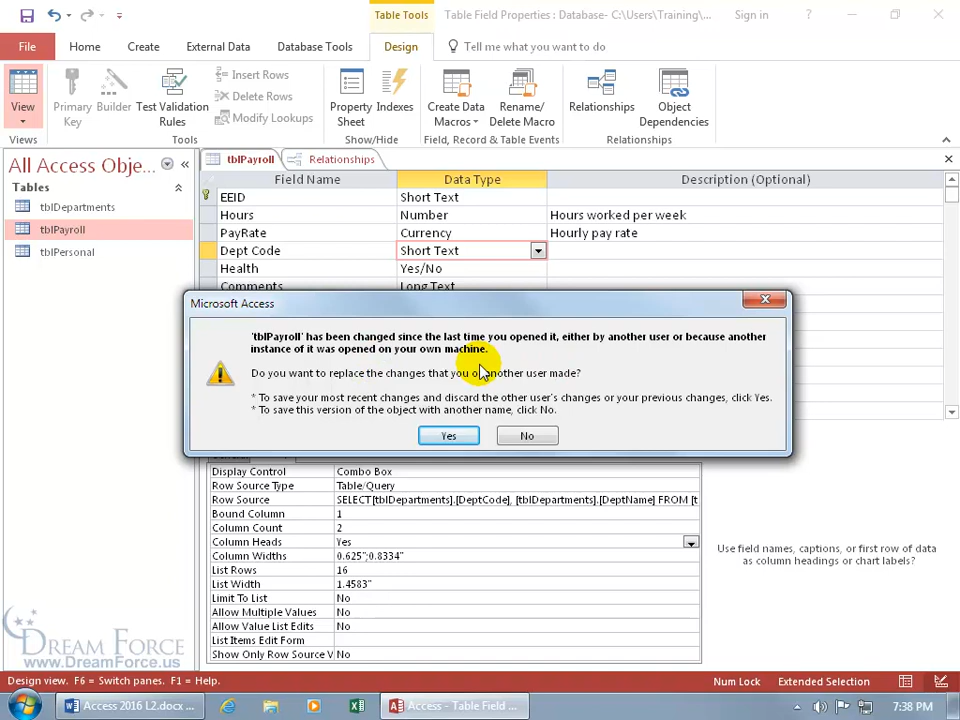 Table Tools
Table Field Properties : Database- C:\Users\Training\...
Sign in
?
File
Home
Create
External Data
Database Tools
Design
Tell me what you want to do
View
Primary Key
Builder
Test Validation Rules
Insert Rows
Delete Rows
Modify Lookups
Property Sheet
Indexes
Create Data Macros
Rename/ Delete Macro
Relationships
Object Dependencies
Views
Tools
Show/Hide
Field, Record & Table Events
Relationships
All Access Obje...
Tables
tblDepartments
tblPayroll
tblPersonal
tblPayroll
Relationships
Field Name
Data Type
Description (Optional)
EEID
Short Text
Hours
Number
Hours worked per week
PayRate
Currency
Hourly pay rate
Dept Code
Short Text
Health
Yes/No
Comments
Long Text
Microsoft Access
'tblPayroll' has been changed since the last time you opened it, either by another user or because another
instance of it was opened on your own machine.
Do you want to replace the changes that you or another user made?
* To save your most recent changes and discard the other user's changes or your previous changes, click Yes.
* To save this version of the object with another name, click No.
Yes
No
Display Control
Combo Box
Row Source Type
Table/Query
Row Source
SELECT [tblDepartments].[DeptCode], [tblDepartments].[DeptName] FROM [t
Bound Column
1
Column Count
2
Column Heads
Yes
Column Widths
0.625";0.8334"
List Rows
16
List Width
1.4583"
Limit To List
No
Allow Multiple Values
No
Allow Value List Edits
No
List Items Edit Form
Show Only Row Source V
No
Use field names, captions, or first row of data
as column headings or chart labels?
DREAM FORCE
www.DreamForce.us
Design view. F6 = Switch panes. F1 = Help.
Num Lock
Extended Selection
Access 2016 L2.docx ...
Access - Table Field ...
7:38 PM